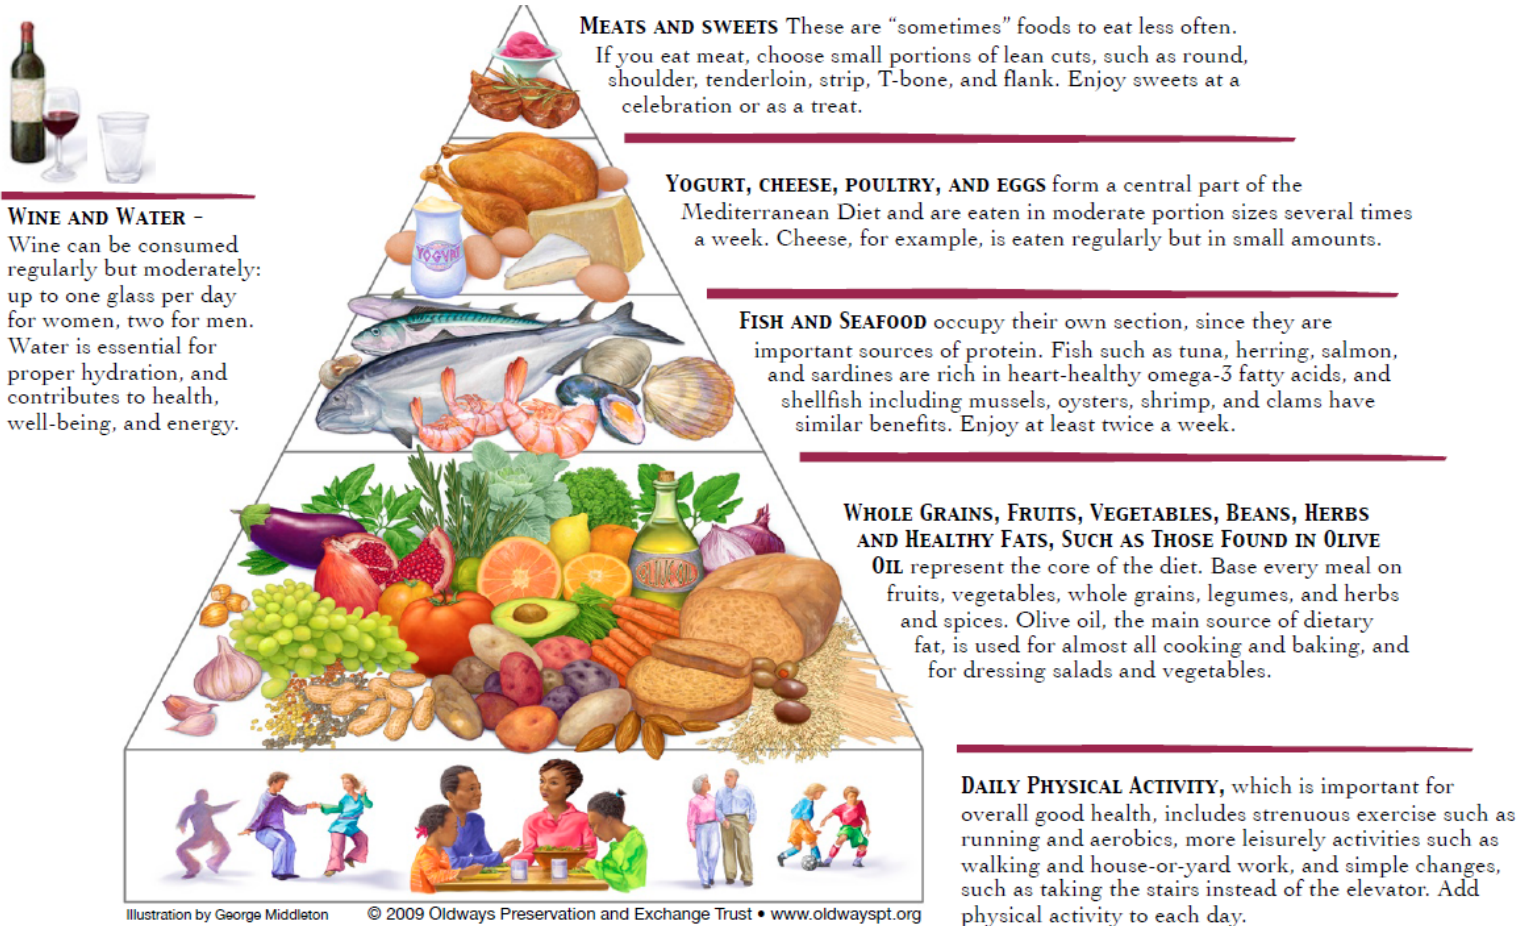 MEATS AND SWEETS These are “sometimes” foods to eat less often.
If you eat meat, choose small portions of lean cuts, such as round,
shoulder, tenderloin, strip, T-bone, and flank. Enjoy sweets at a
celebration or as a treat.
YOGURT, CHEESE, POULTRY, AND EGGS form a central part of the
Mediterranean Diet and are eaten in moderate portion sizes several times
a week. Cheese, for example, is eaten regularly but in small amounts.
WINE AND WATER –
Wine can be consumed
regularly but moderately:
up to one glass per day
for women, two for men.
Water is essential for
proper hydration, and
contributes to health,
well-being, and energy.
YOGURT
FISH AND SEAFOOD occupy their own section, since they are
important sources of protein. Fish such as tuna, herring, salmon,
and sardines are rich in heart-healthy omega-3 fatty acids, and
shellfish including mussels, oysters, shrimp, and clams have
similar benefits. Enjoy at least twice a week.
WHOLE GRAINS, FRUITS, VEGETABLES, BEANS, HERBS
AND HEALTHY FATS, SUCH AS THOSE FOUND IN OLIVE
OIL represent the core of the diet. Base every meal on
fruits, vegetables, whole grains, legumes, and herbs
and spices. Olive oil, the main source of dietary
fat, is used for almost all cooking and baking, and
for dressing salads and vegetables.
OLIVE OIL
DAILY PHYSICAL ACTIVITY, which is important for
overall good health, includes strenuous exercise such as
running and aerobics, more leisurely activities such as
walking and house-or-yard work, and simple changes,
such as taking the stairs instead of the elevator. Add
physical activity to each day.
Illustration by George Middleton
© 2009 Oldways Preservation and Exchange Trust • www.oldwayspt.org